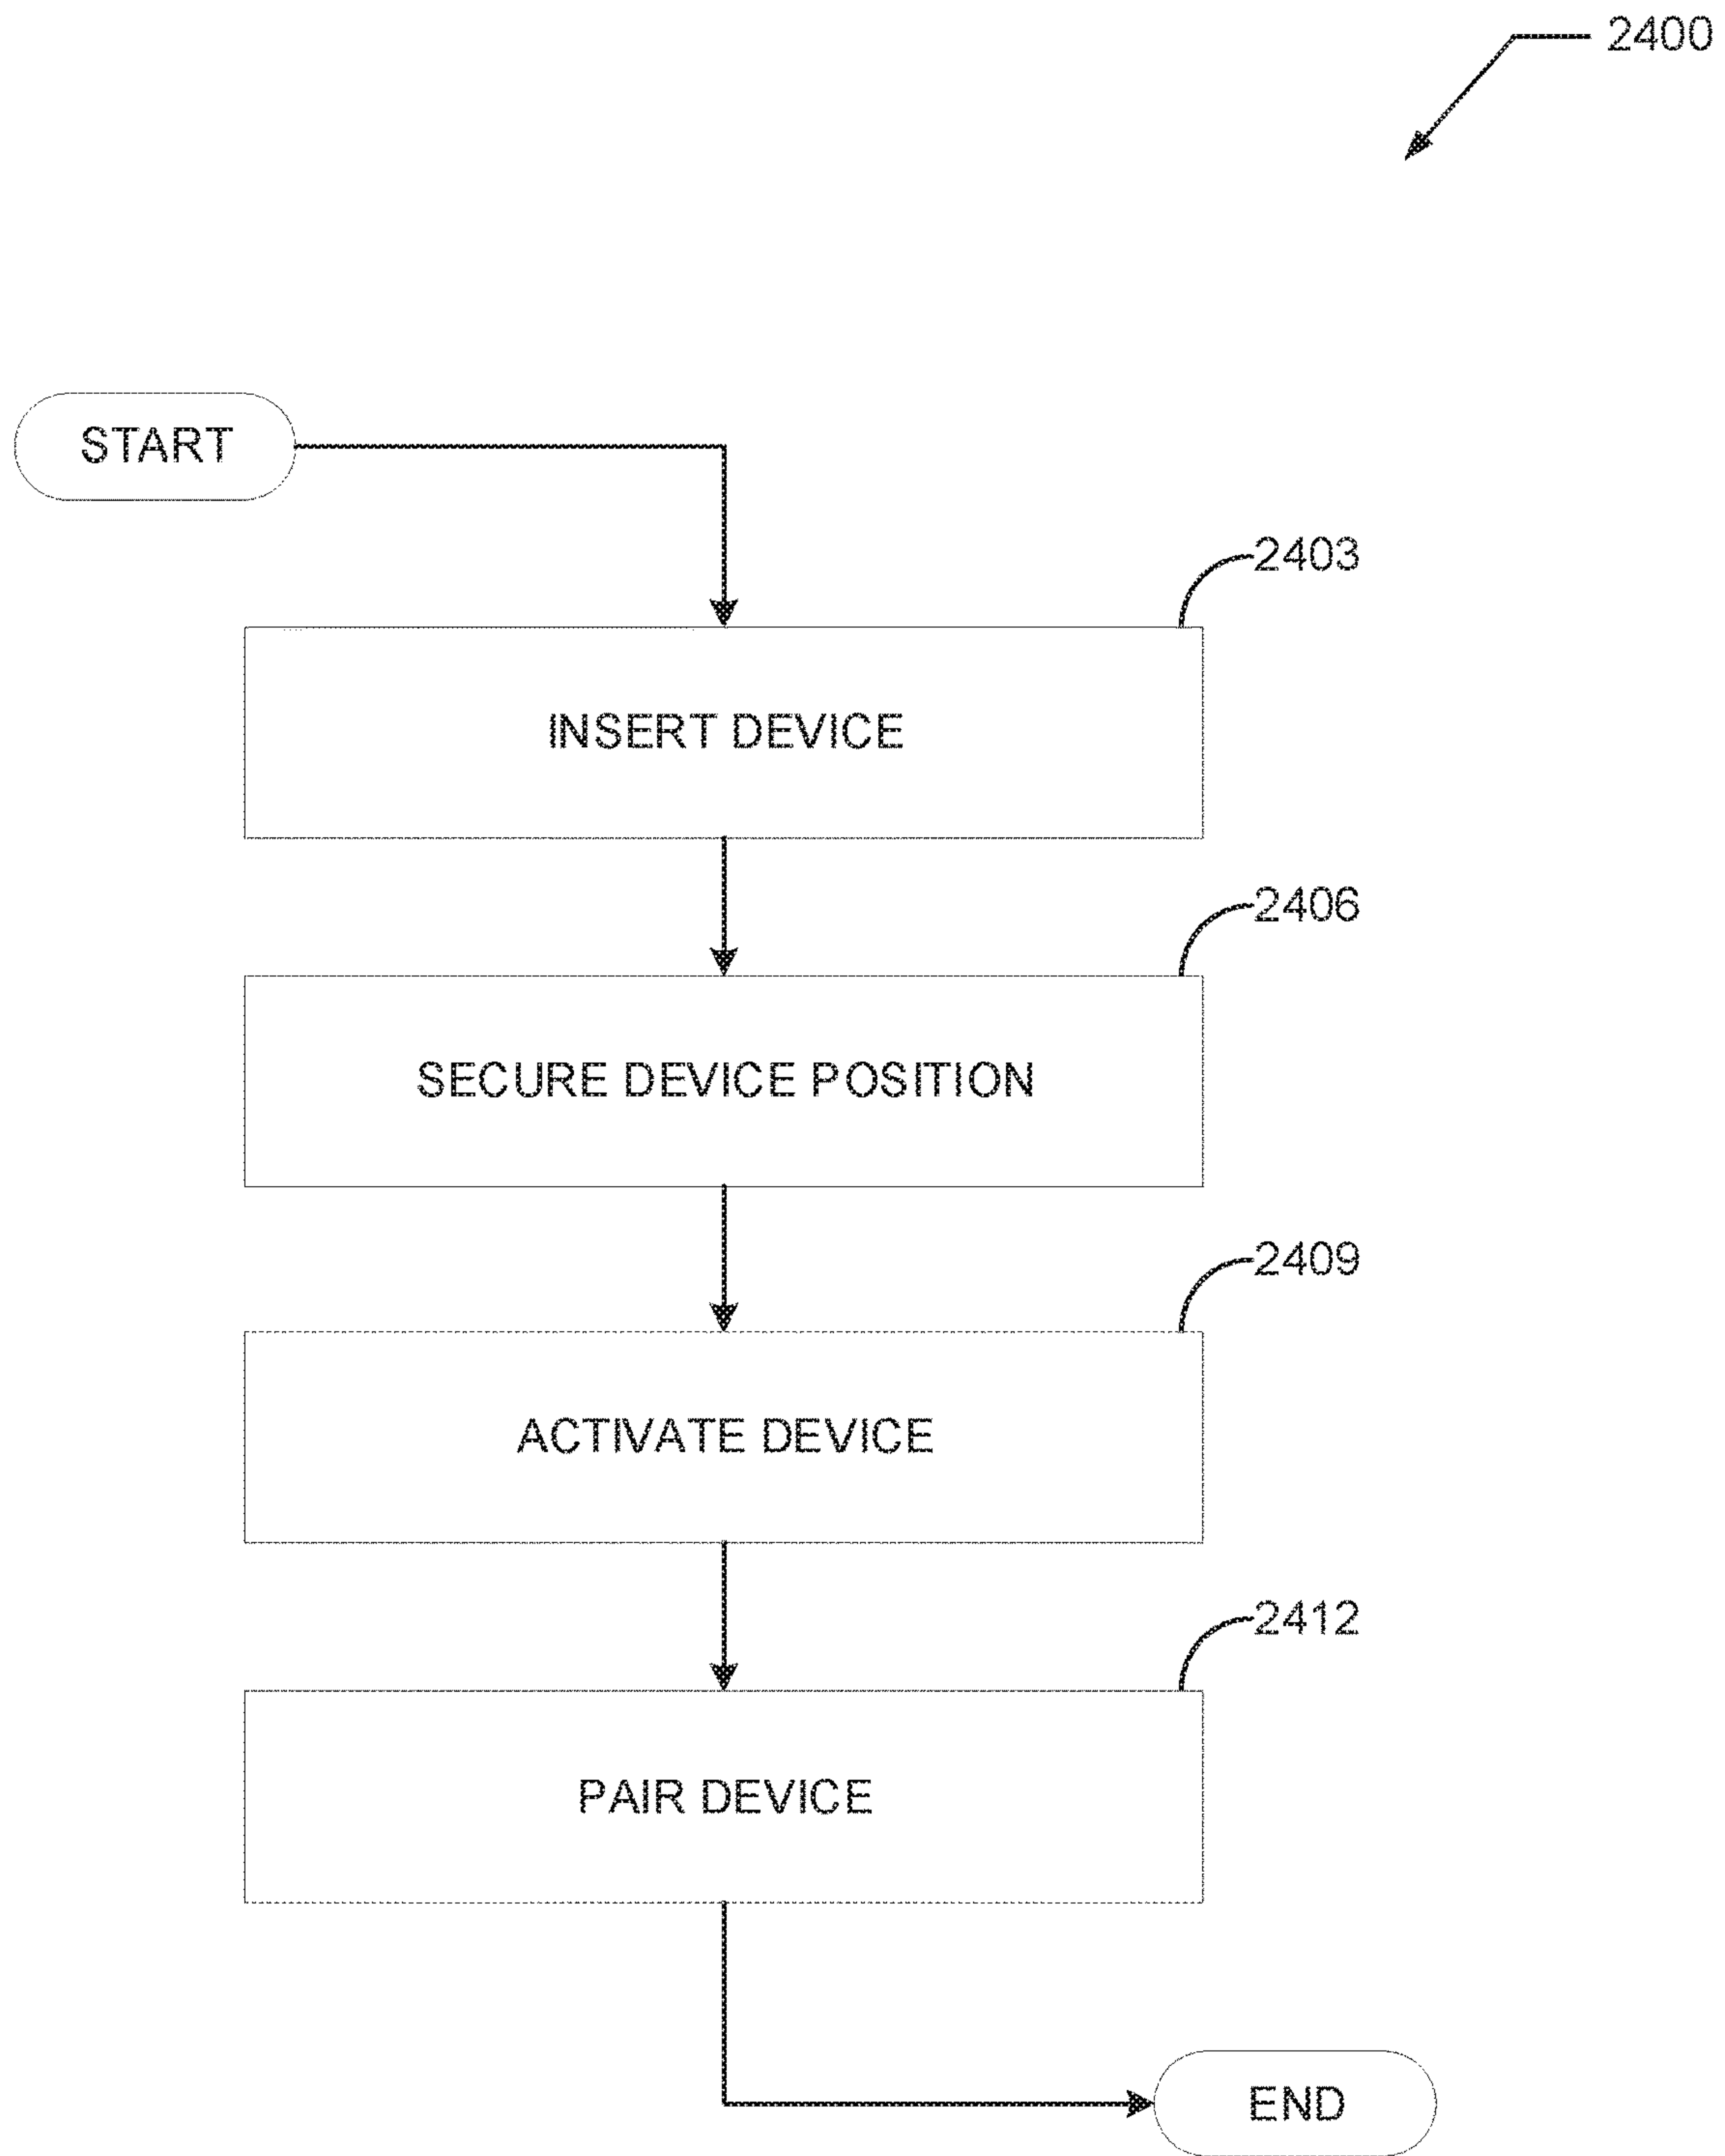 2400
START
2403
INSERT DEVICE
2406
SECURE DEVICE POSITION
2409
ACTIVATE DEVICE
2412
PAIR DEVICE
END